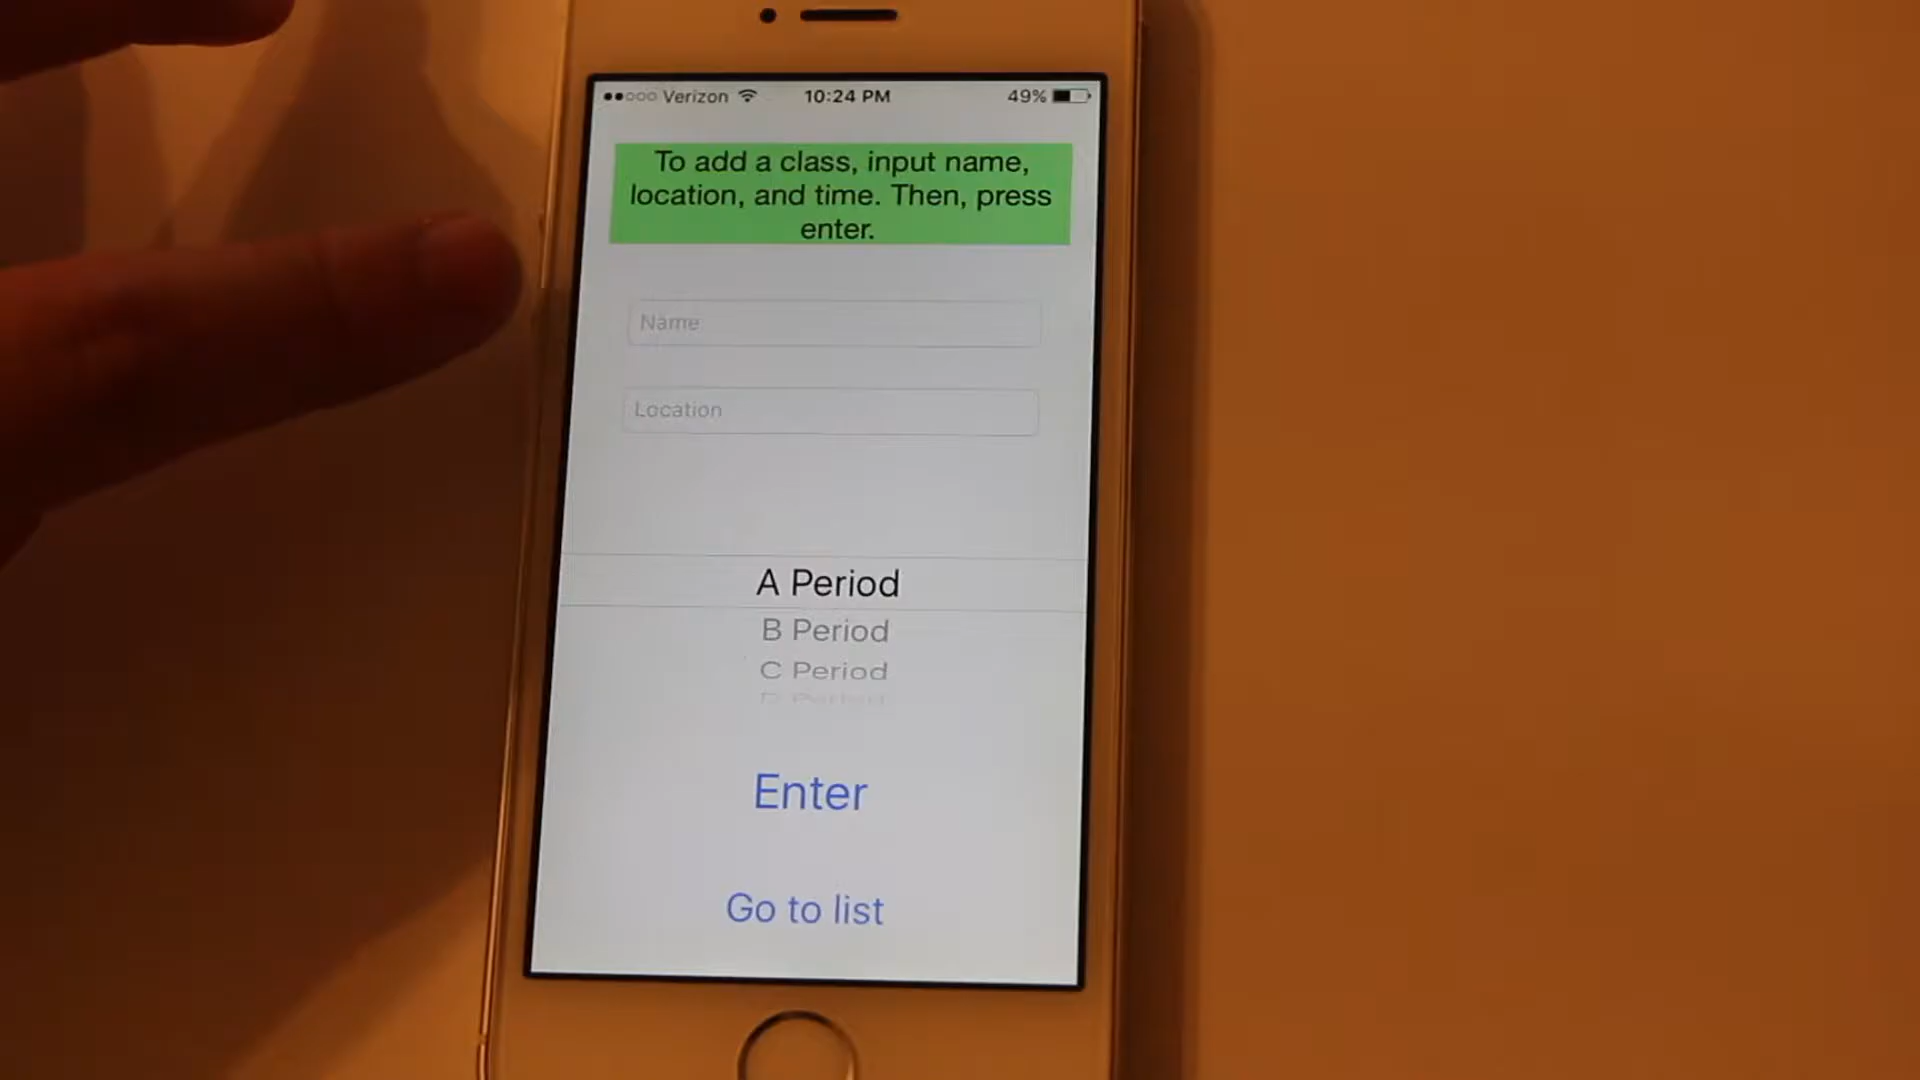 Verizon 10:24 PM 49%
To add a class, input name,
location, and time. Then, press
enter.
Name
Location
A Period
B Period
C Period
D Period
Enter
Go to list